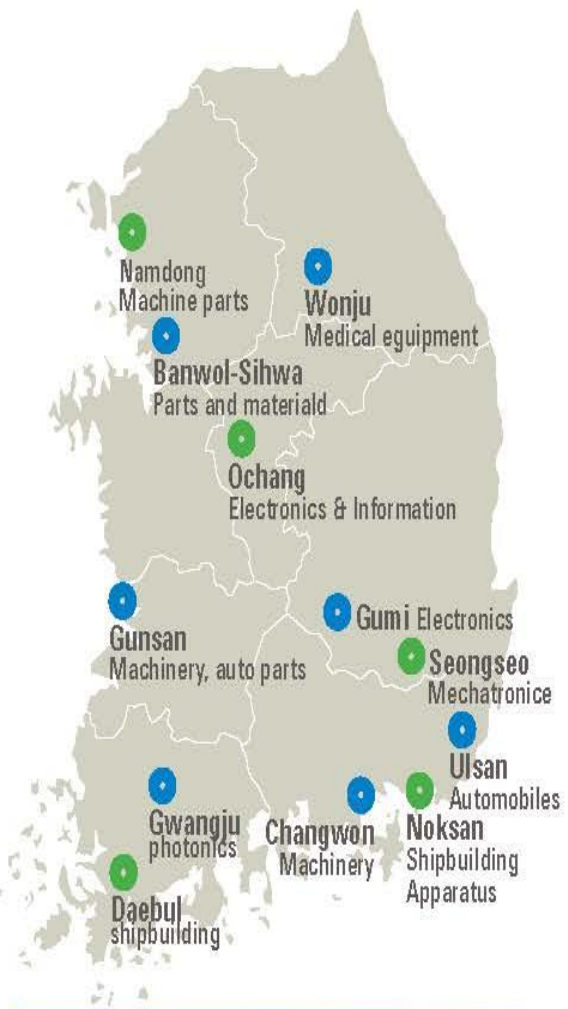 Namdong
Machine parts
Wonju
Medical eguipment
Banwol-Sihwa
Parts and materiald
Ochang
Electronics & Information
Gunsan
Machinery, auto parts
Gumi Electronics
Seongseo
Mechatronice
Ulsan
Automobiles
Gwangju
photonics
Changwon
Machinery
Noksan
Shipbuilding
Apparatus
Daebul
shipbuilding